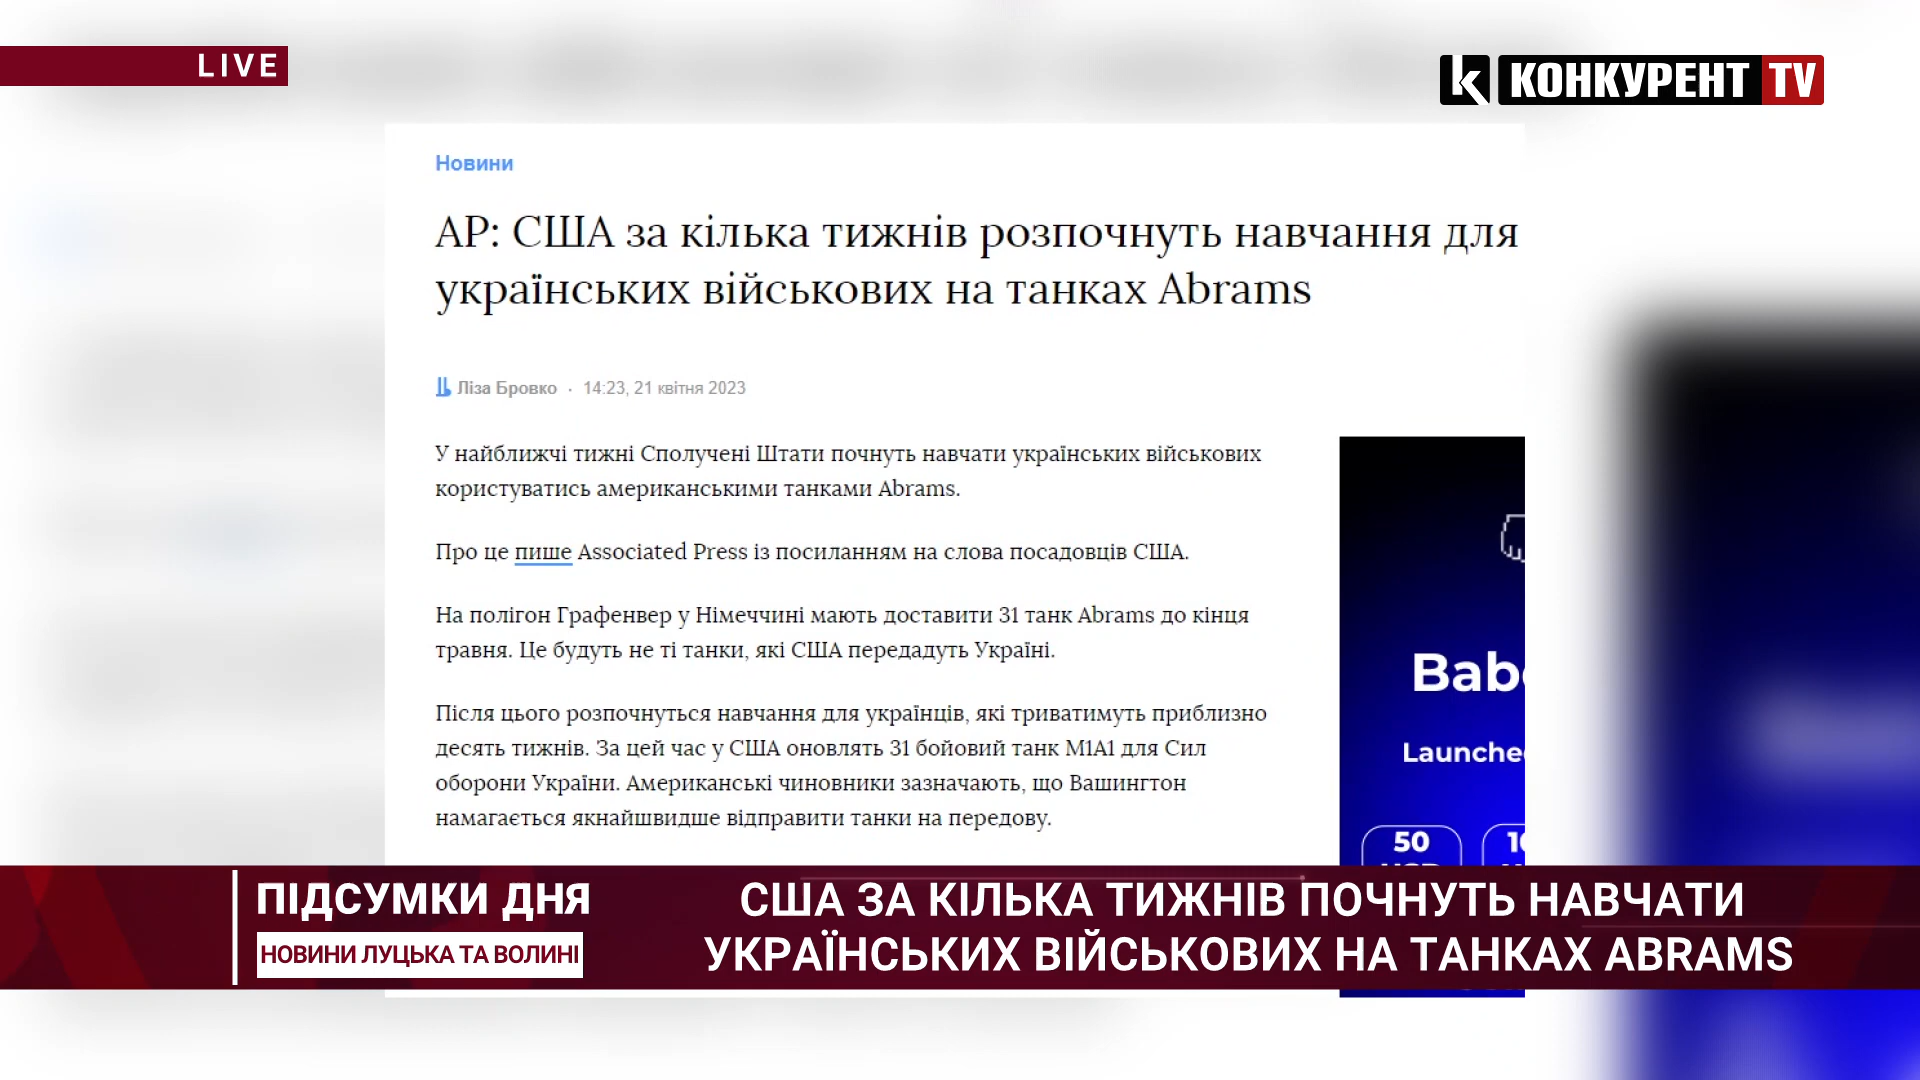 LIVE
k КОНКУРЕНТ TV
Новини
AP: США за кілька тижнів розпочнуть навчання для
українських військових на танках Abrams
Ліза Бровко · 14:23, 21 квітня 2023
У найближчі тижні Сполучені Штати почнуть навчати українських військових
користуватись американськими танками Abrams.
Про це пише Associated Press із посиланням на слова посадовців США.
На полігон Графенвер у Німеччині мають доставити 31 танк Abrams до кінця
травня. Це будуть не ті танки, які США передадуть Україні.
Після цього розпочнуться навчання для українців, які триватимуть приблизно
десять тижнів. За цей час у США оновлять 31 бойовий танк M1A1 для Сил
оборони України. Американські чиновники зазначають, що Вашингтон
намагається якнайшвидше відправити танки на передову.
50
ПІДСУМКИ ДНЯ
НОВИНИ ЛУЦЬКА ТА ВОЛИНІ
США ЗА КІЛЬКА ТИЖНІВ ПОЧНУТЬ НАВЧАТИ
УКРАЇНСЬКИХ ВІЙСЬКОВИХ НА ТАНКАХ ABRAMS